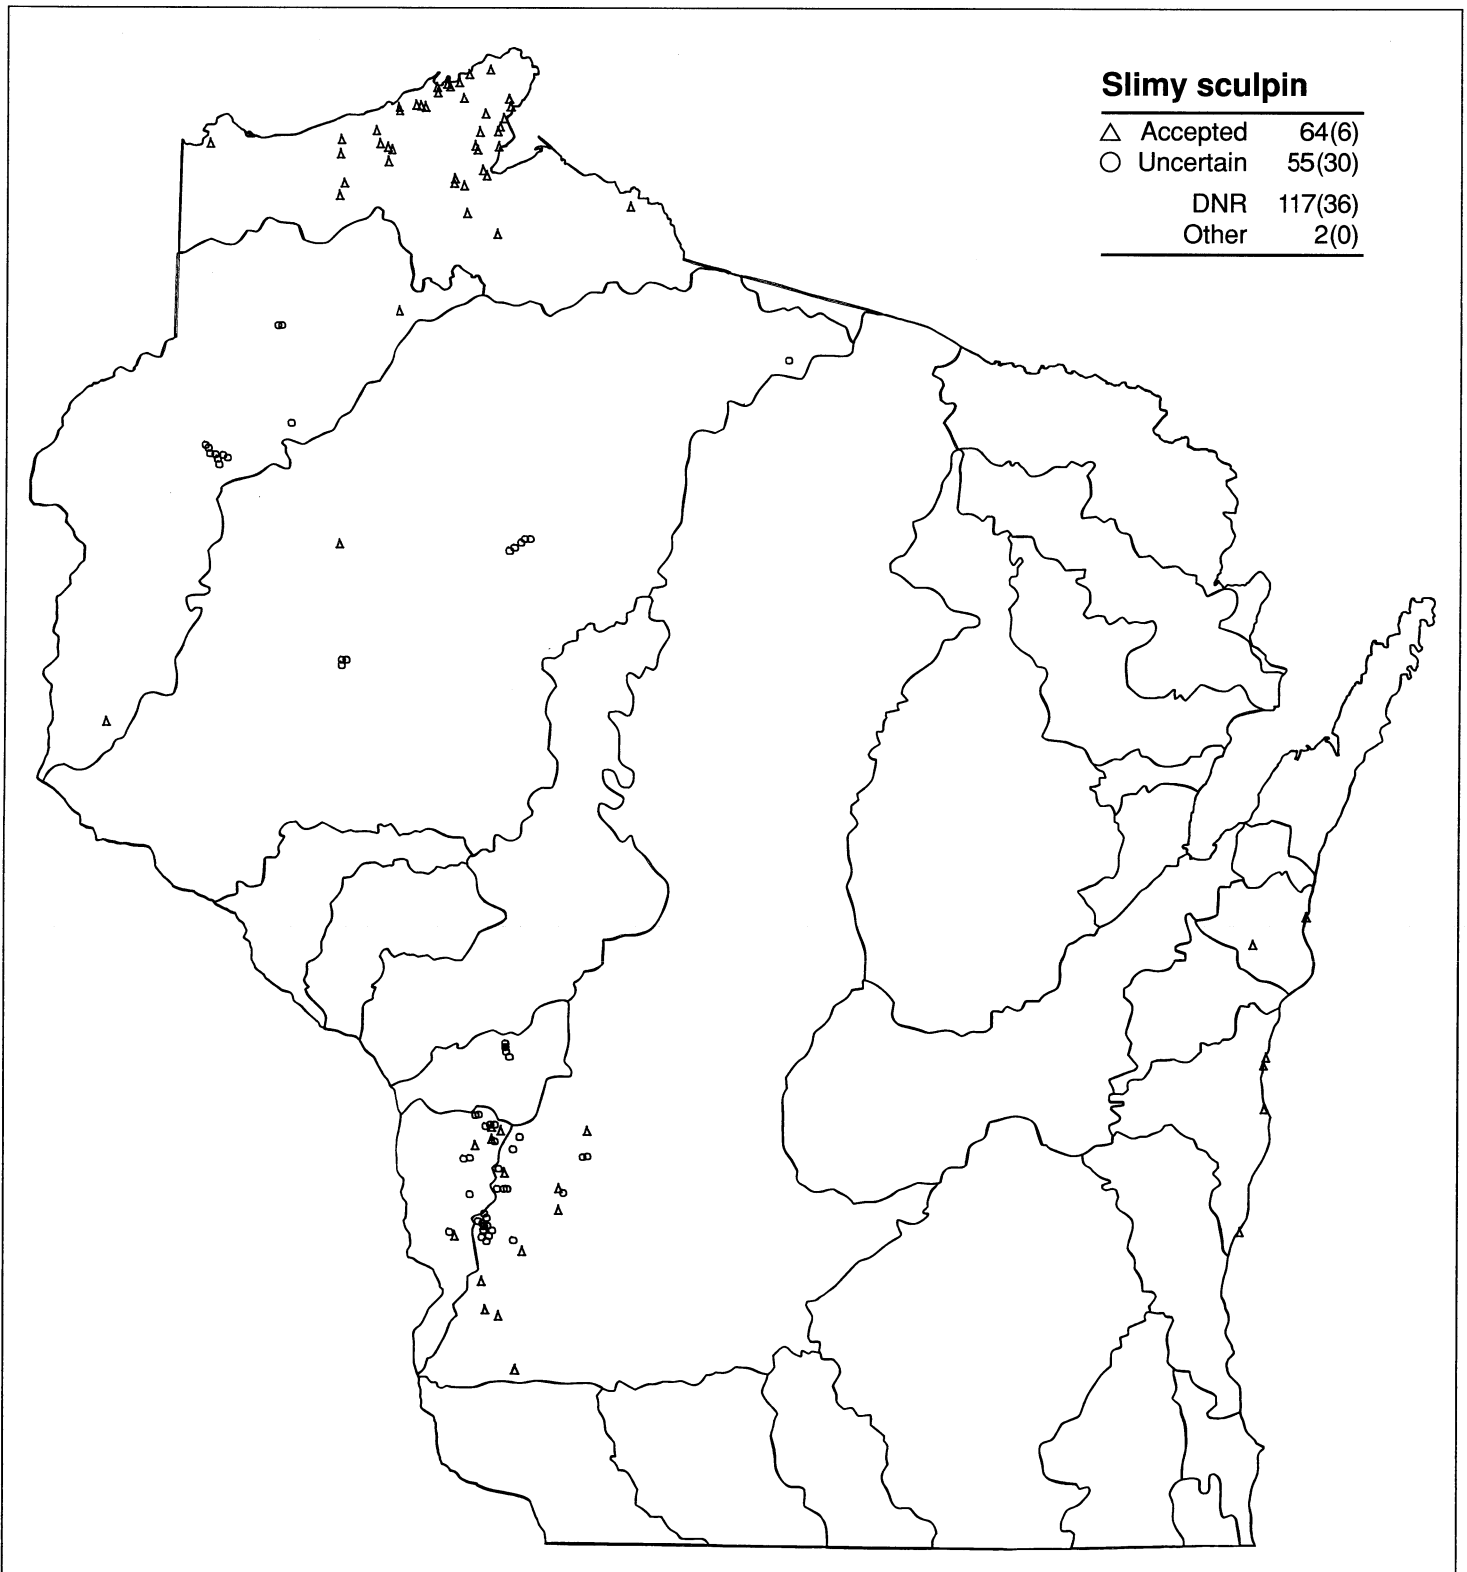 Slimy sculpin
△ Accepted 64(6)
○ Uncertain 55(30)
DNR 117(36)
Other 2(0)